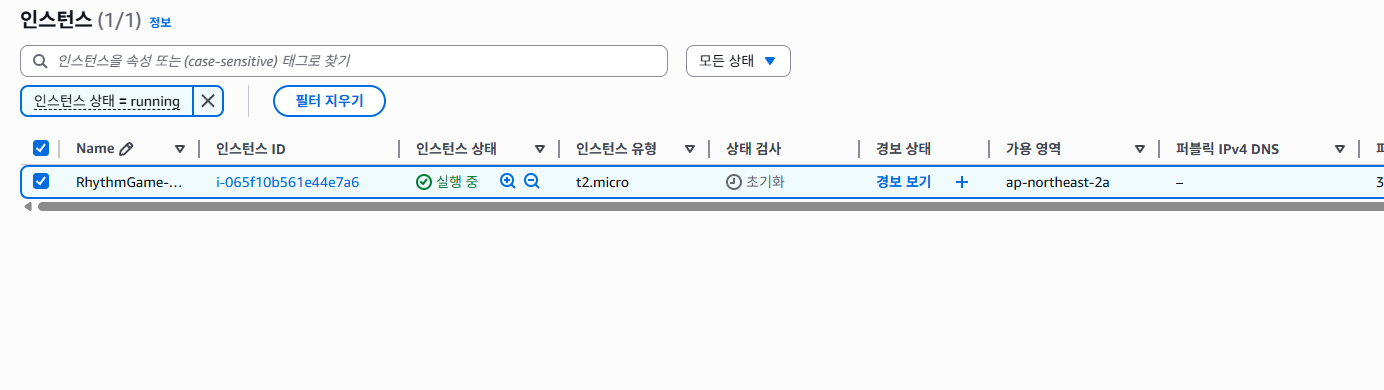 인스턴스 (1/1) 정보
인스턴스을 속성 또는 (case-sensitive) 태그로 찾기
모든 상태
인스턴스 상태 = running
필터 지우기
Name 인스턴스 ID 인스턴스 상태 인스턴스 유형 상태 검사 경보 상태 가용 영역 퍼블릭 IPv4 DNS
RhythmGame-... i-065f10b561e44e7a6 실행 중 t2.micro 초기화 경보 보기 + ap-northeast-2a – 3